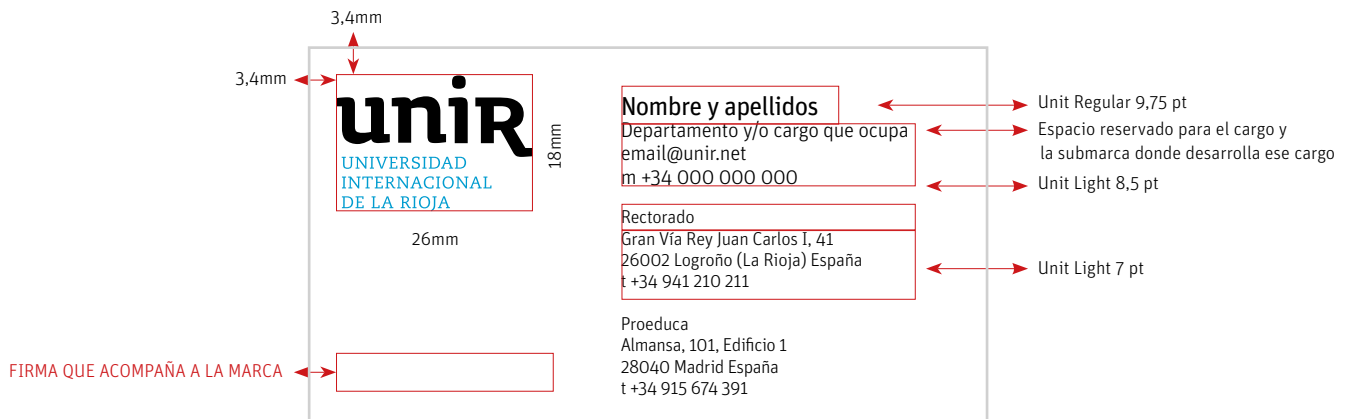 3,4mm
3,4mm
unir
UNIVERSIDAD
INTERNACIONAL
DE LA RIOJA
18mm
26mm
FIRMA QUE ACOMPAÑA A LA MARCA
Nombre y apellidos
Departamento y/o cargo que ocupa
email@unir.net
m +34 000 000 000
Rectorado
Gran Vía Rey Juan Carlos I, 41
26002 Logroño (La Rioja) España
t +34 941 210 211
Proeduca
Almansa, 101, Edificio 1
28040 Madrid España
t +34 915 674 391
Unit Regular 9,75 pt
Espacio reservado para el cargo y
la submarca donde desarrolla ese cargo
Unit Light 8,5 pt
Unit Light 7 pt